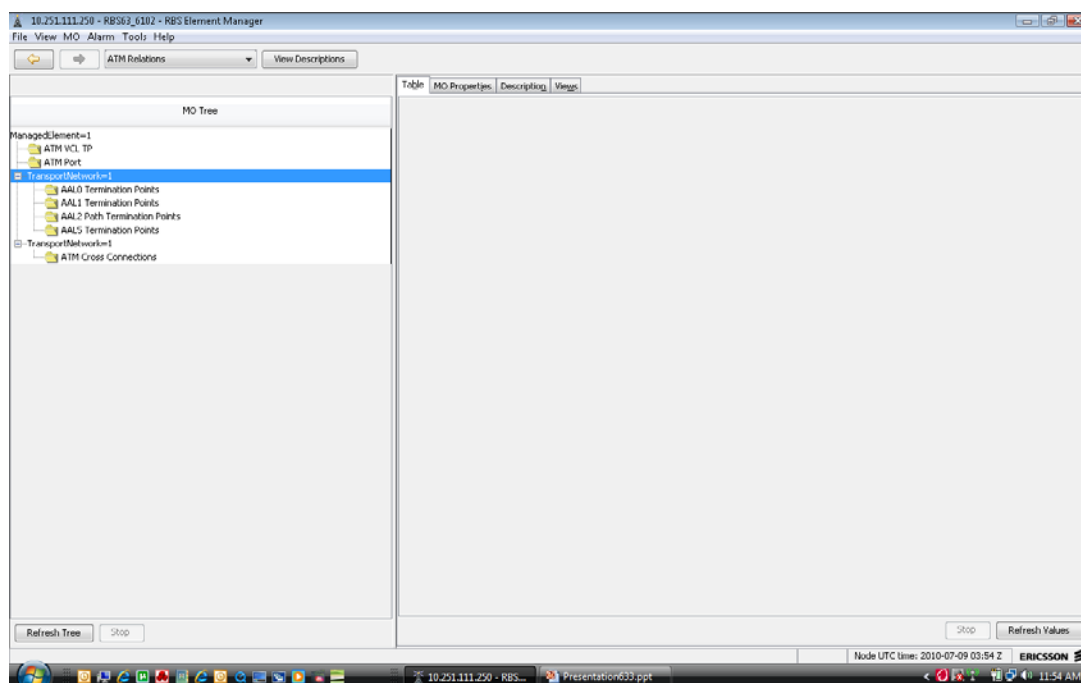 10.251.111.250 - RBS63_6102 - RBS Element Manager
File View MO Alarm Tools Help
ATM Relations
View Descriptions
Table MO Properties Description Views
MO Tree
ManagedElement=1
ATM VCL TP
ATM Port
TransportNetwork=1
AAL0 Termination Points
AAL1 Termination Points
AAL2 Path Termination Points
AAL5 Termination Points
TransportNetwork=1
ATM Cross Connections
Refresh Tree Stop
Stop Refresh Values
Node UTC time: 2010-07-09 03:54 Z ERICSSON
10.251.111.250 - RBS... Presentation633.ppt 11:54 AM